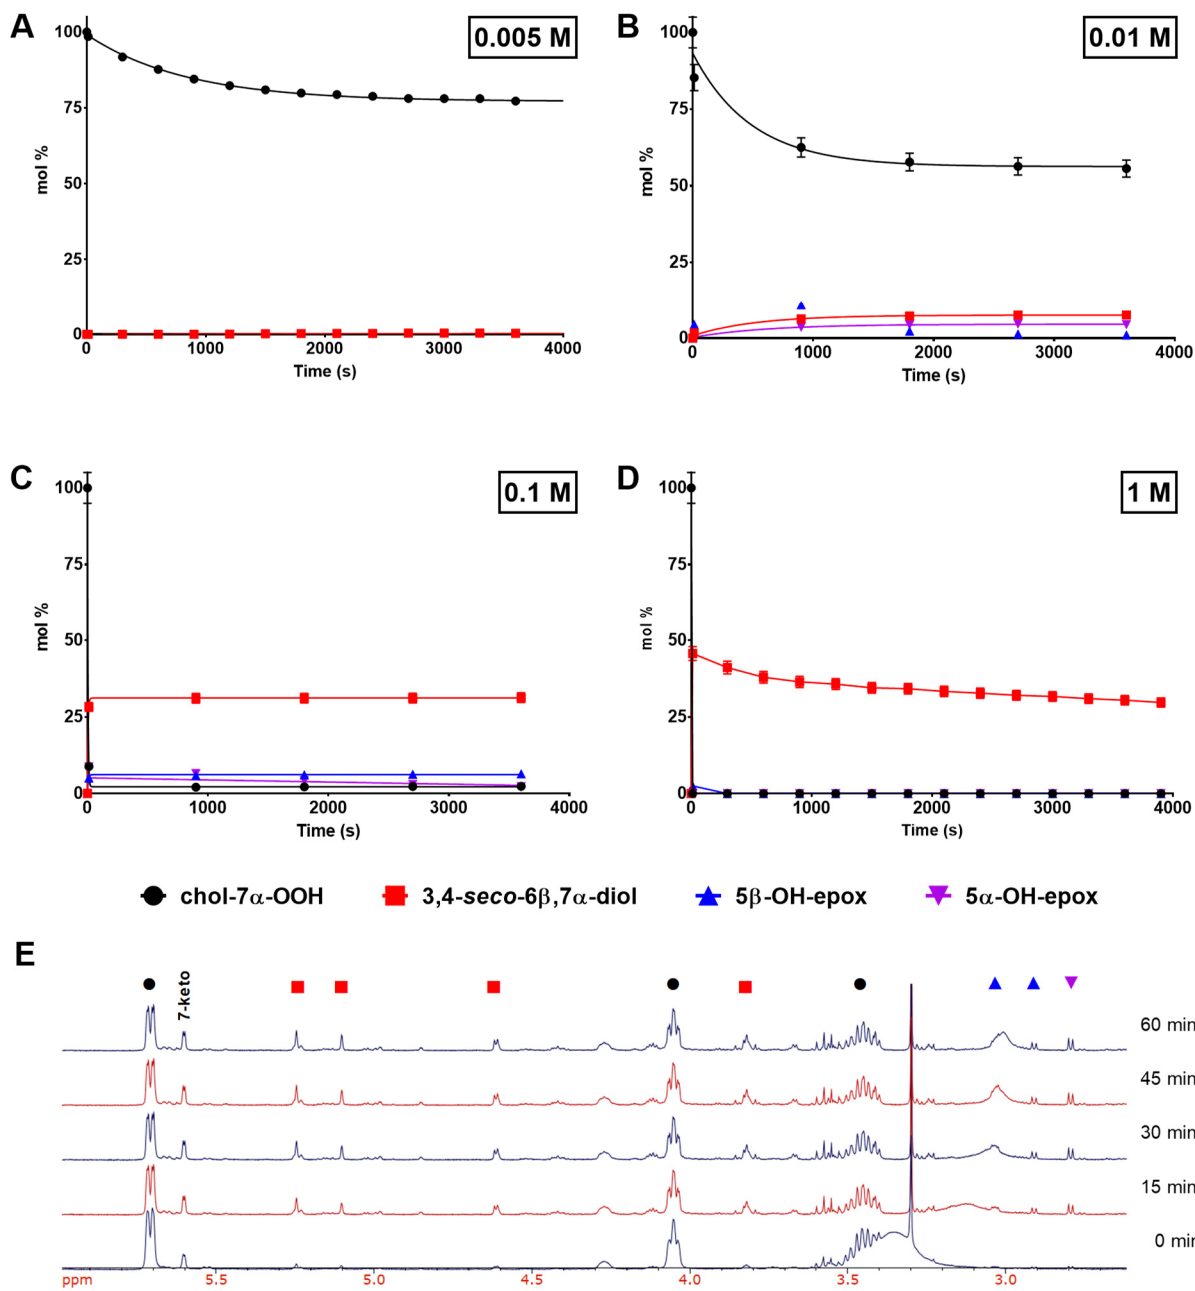 A
0.005 M
100
75
50
25
0
mol %
0 1000 2000 3000 4000
Time (s)
B
0.01 M
100
75
50
25
0
mol %
0 1000 2000 3000 4000
Time (s)
C
0.1 M
100
75
50
25
0
mol %
0 1000 2000 3000 4000
Time (s)
D
1 M
100
75
50
25
0
mol %
0 1000 2000 3000 4000
Time (s)
chol-7α-OOH 3,4-seco-6β,7α-diol 5β-OH-epox 5α-OH-epox
E
7-keto
60 min
45 min
30 min
15 min
0 min
ppm 5.5 5.0 4.5 4.0 3.5 3.0